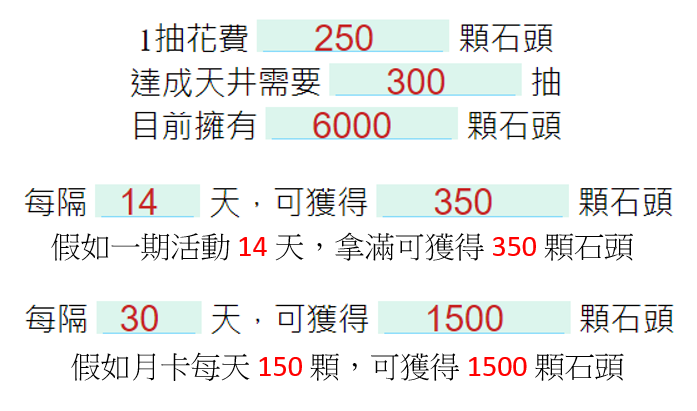 1抽花費 250 顆石頭
達成天井需要 300 抽
目前擁有 6000 顆石頭
每隔 14 天，可獲得 350 顆石頭
假如一期活動 14 天，拿滿可獲得 350 顆石頭
每隔 30 天，可獲得 1500 顆石頭
假如月卡每天 150 顆，可獲得 1500 顆石頭